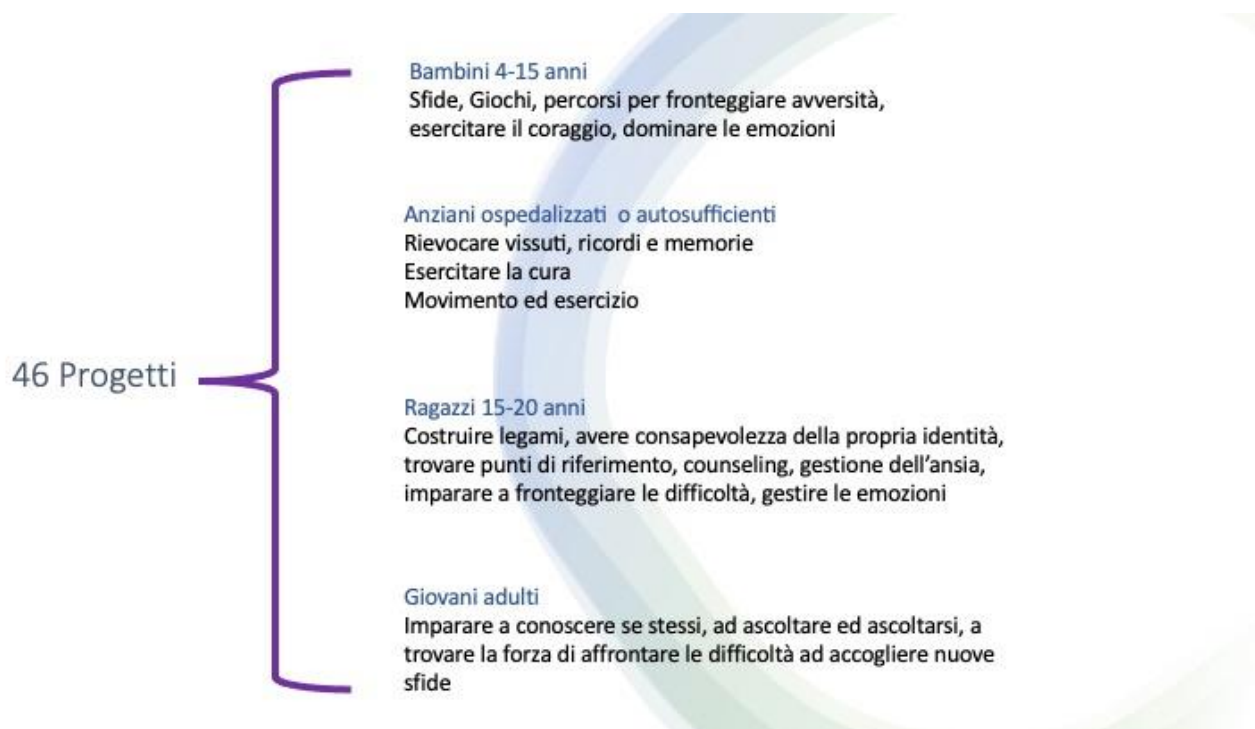 Bambini 4-15 anni
Sfide, Giochi, percorsi per fronteggiare avversità,
esercitare il coraggio, dominare le emozioni
Anziani ospedalizzati o autosufficienti
Rievocare vissuti, ricordi e memorie
Esercitare la cura
Movimento ed esercizio
46 Progetti
Ragazzi 15-20 anni
Costruire legami, avere consapevolezza della propria identità,
trovare punti di riferimento, counseling, gestione dell'ansia,
imparare a fronteggiare le difficoltà, gestire le emozioni
Giovani adulti
Imparare a conoscere se stessi, ad ascoltare ed ascoltarsi, a
trovare la forza di affrontare le difficoltà ad accogliere nuove
sfide